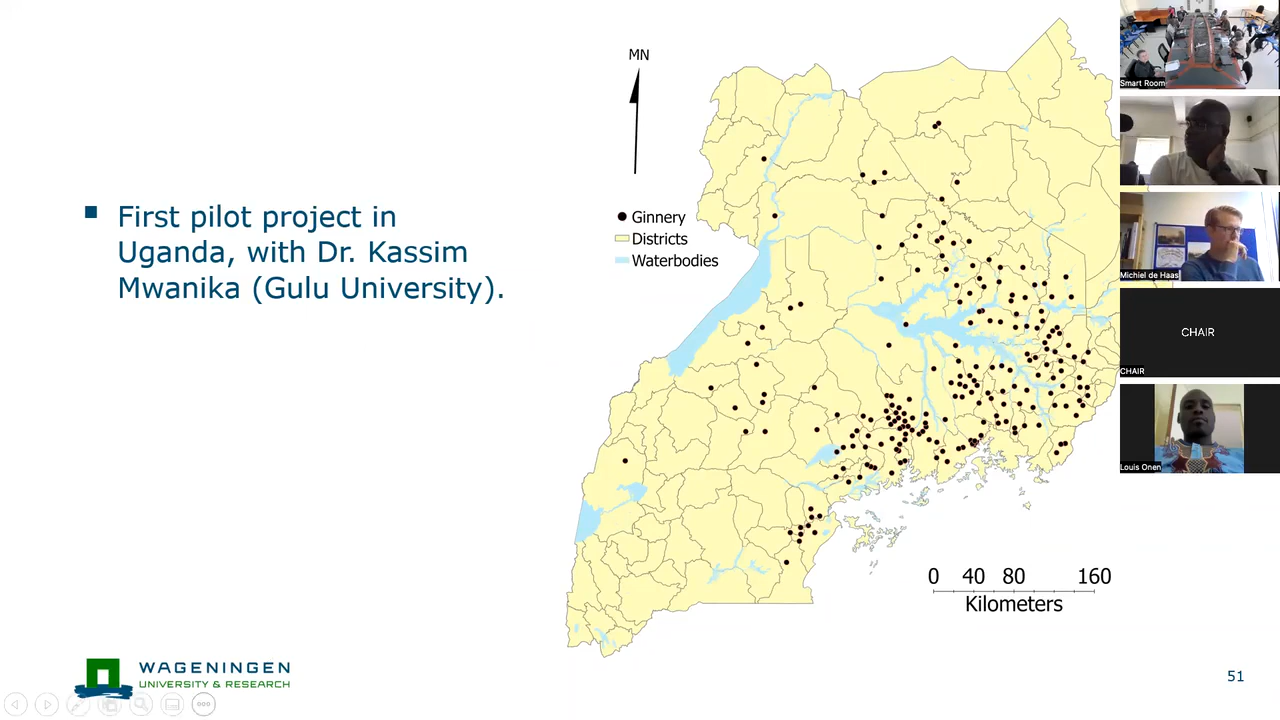 First pilot project in
Uganda, with Dr. Kassim
Mwanika (Gulu University).
MN
Ginnery
Districts
Waterbodies
0 40 80 160
Kilometers
WAGENINGEN
UNIVERSITY & RESEARCH
51
Smart Room
Michiel de Haas
CHAIR
CHAIR
Louis Onen